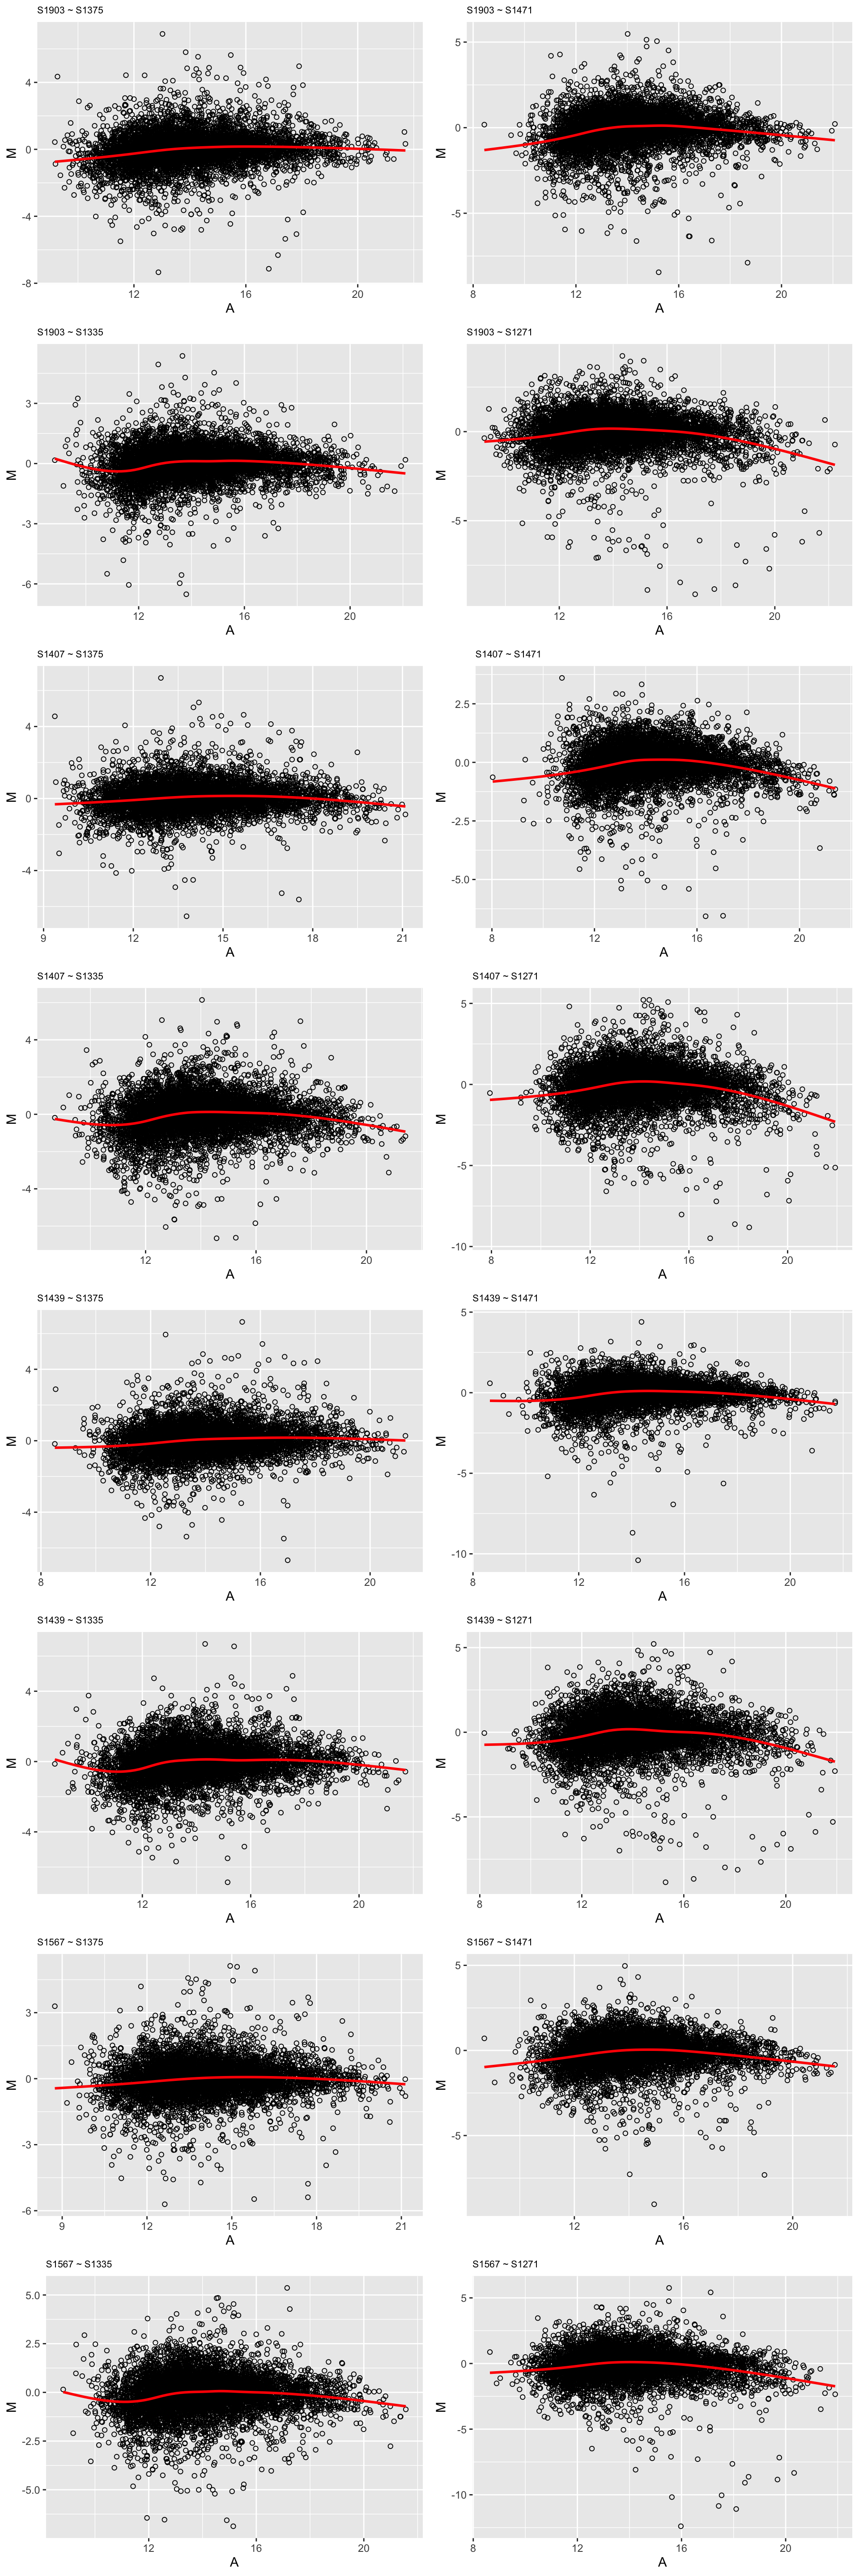 S1903 ~ S1375
S1903 ~ S1471
M
4
0
-4
-8
12
16
20
A
M
5
0
-5
8
12
16
20
A
S1903 ~ S1335
S1903 ~ S1271
M
3
0
-3
-6
12
16
20
A
M
0
-5
12
16
20
A
S1407 ~ S1375
S1407 ~ S1471
M
4
0
-4
9
12
15
18
21
A
M
2.5
0.0
-2.5
-5.0
8
12
16
20
A
S1407 ~ S1335
S1407 ~ S1271
M
4
0
-4
12
16
20
A
M
5
0
-5
-10
8
12
16
20
A
S1439 ~ S1375
S1439 ~ S1471
M
4
0
-4
8
12
16
20
A
M
5
0
-5
-10
8
12
16
20
A
S1439 ~ S1335
S1439 ~ S1271
M
4
0
-4
12
16
20
A
M
5
0
-5
8
12
16
20
A
S1567 ~ S1375
S1567 ~ S1471
M
3
0
-3
-6
9
12
15
18
21
A
M
5
0
-5
12
16
20
A
S1567 ~ S1335
S1567 ~ S1271
M
5.0
2.5
0.0
-2.5
-5.0
12
16
20
A
M
5
0
-5
-10
12
16
20
A